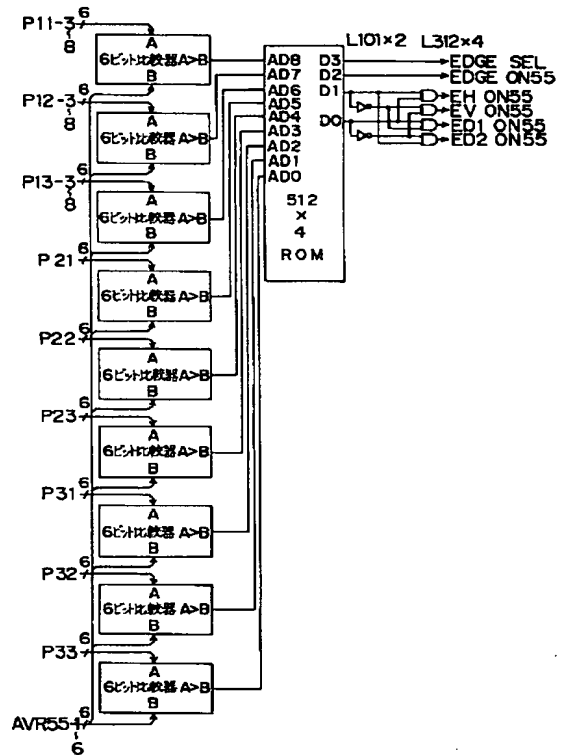 L101×2 L312×4
6
P11-3
8
A
6ビット比較器 A>B
B
6
P12-3
8
A
6ビット比較器 A>B
B
6
P13-3
8
A
6ビット比較器 A>B
B
6
P21
A
6ビット比較器 A>B
B
6
P22
A
6ビット比較器 A>B
B
6
P23
A
6ビット比較器 A>B
B
6
P31
A
6ビット比較器 A>B
B
6
P32
A
6ビット比較器 A>B
B
6
P33
A
6ビット比較器 A>B
B
6
AVR55-1
6
AD8 D3
AD7 D2
AD6 D1
AD5
AD4
AD3 D0
AD2
AD1
AD0
512
×
4
ROM
EDGE SEL
EDGE ON55
EH ON55
EV ON55
ED1 ON55
ED2 ON55